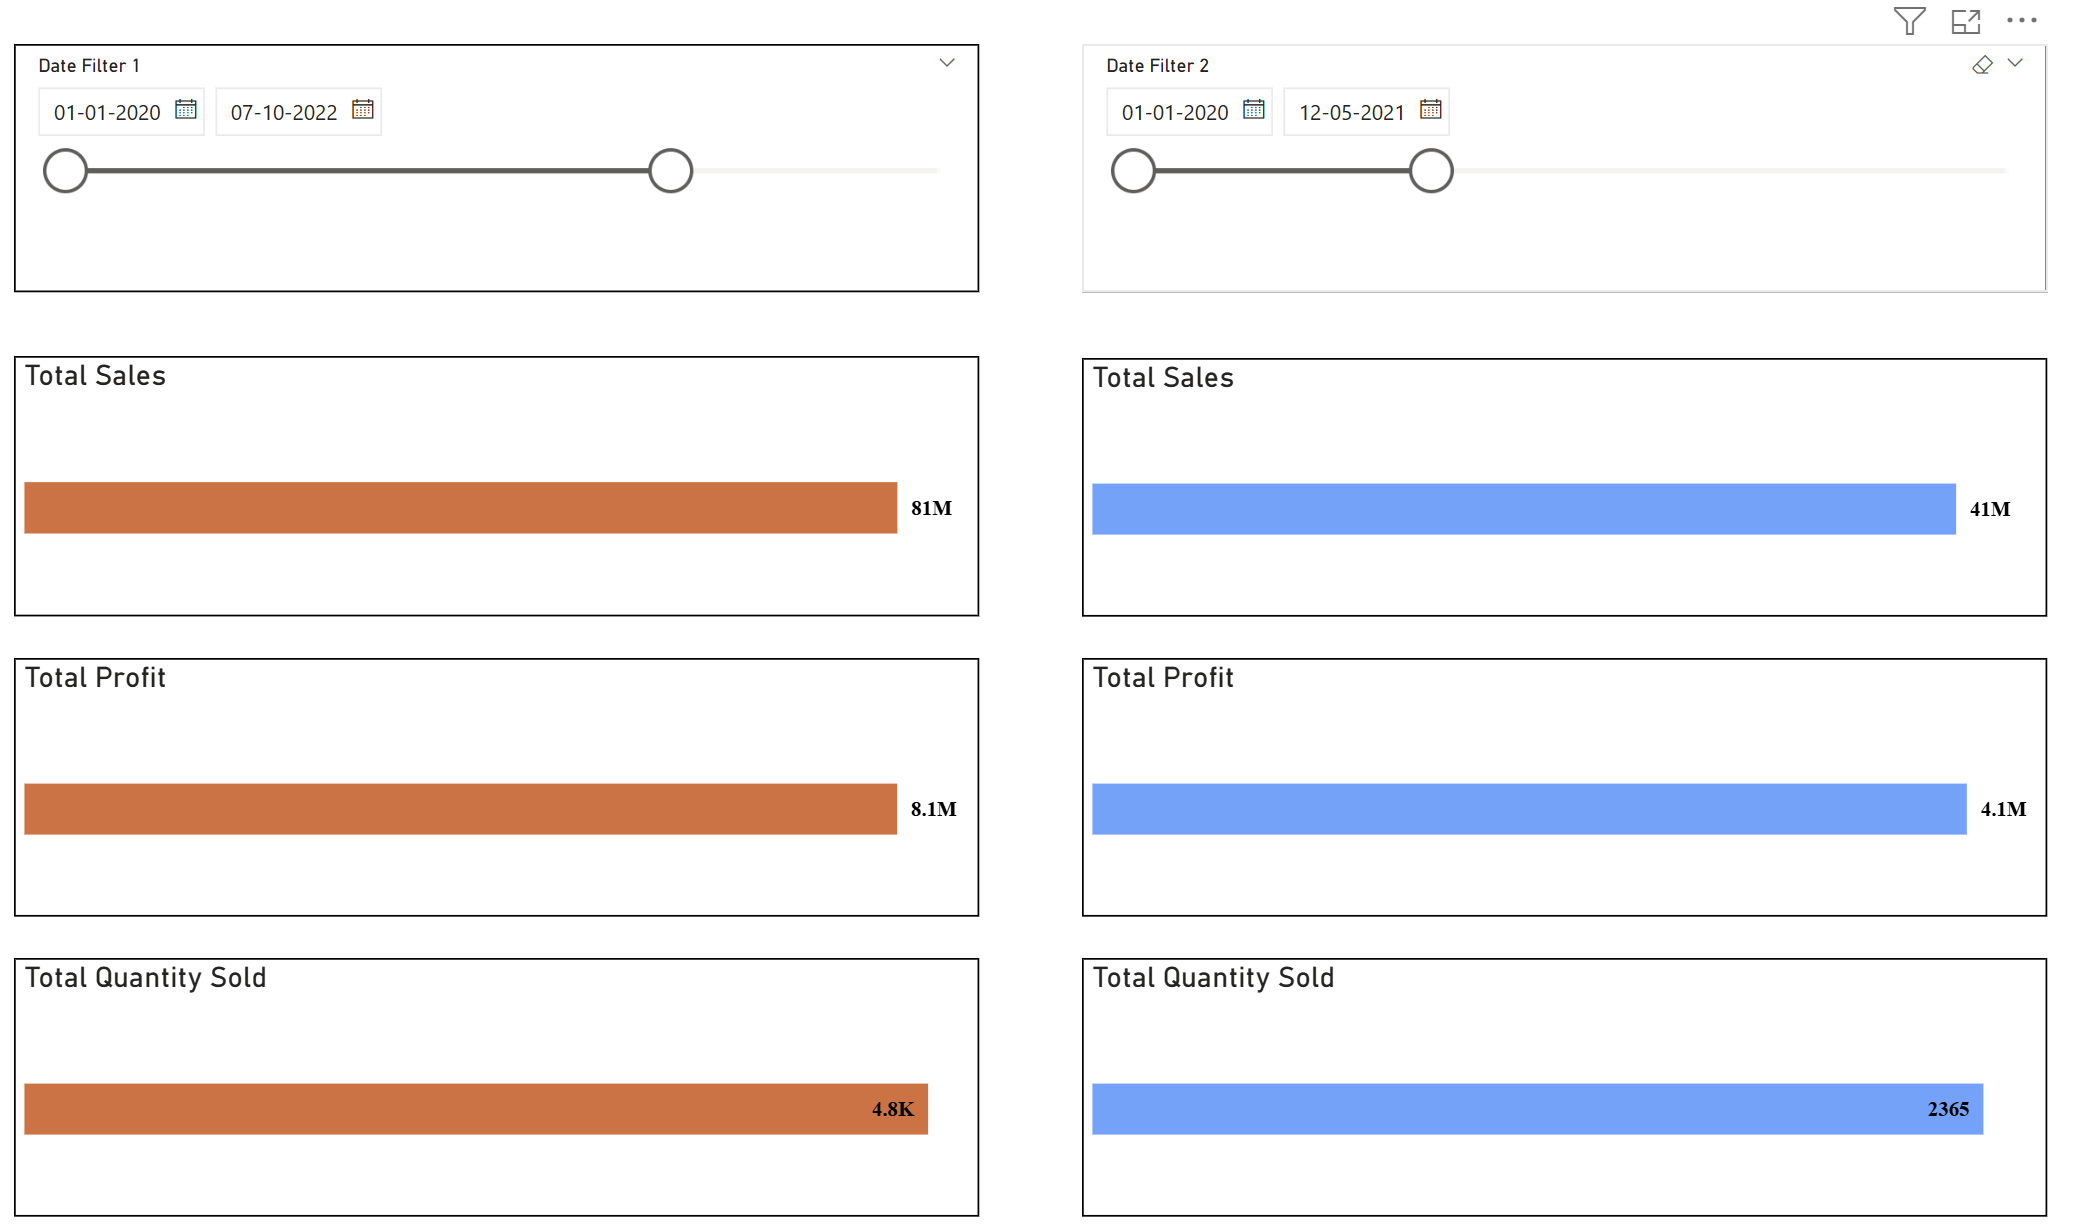 Date Filter 1
01-01-2020 07-10-2022
Total Sales
81M
Total Profit
8.1M
Total Quantity Sold
4.8K
Date Filter 2
01-01-2020 12-05-2021
Total Sales
41M
Total Profit
4.1M
Total Quantity Sold
2365